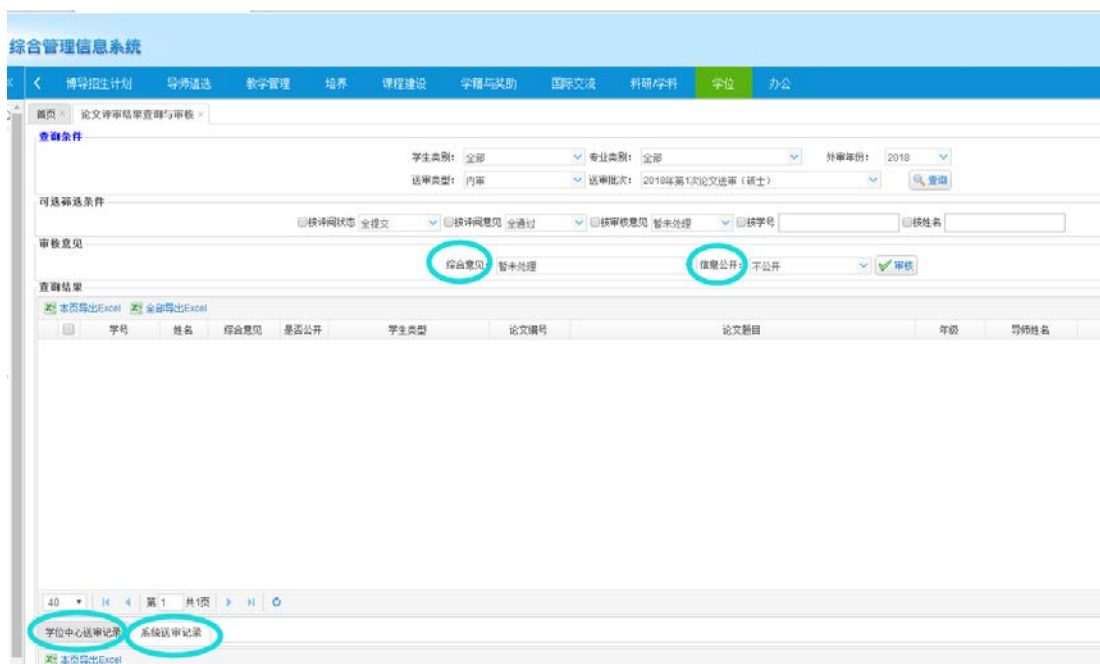 综合管理信息系统
博导招生计划 导师遴选 教学管理 培养 课程建设 学籍与奖助 国际交流 科研/学科 学位 办公
首页 论文评审结果查询与审核
查询条件
学生类别: 全部 专业类别: 全部 外审年份: 2018
送审类型: 内审 送审批次: 2018年第1次论文送审(硕士) 查询
可选筛选条件
按评阅状态 全提交 按评阅意见 全通过 按审核意见 暂未处理 按学号 按姓名
审核意见
综合意见: 暂未处理 信息公开: 不公开 审核
查询结果
本页导出Excel 全部导出Excel
学号 姓名 综合意见 是否公开 学生类型 论文编号 论文题目 年级 导师姓名
40 第 1 共1页
学位中心送审记录 系统送审记录
本页导出Excel